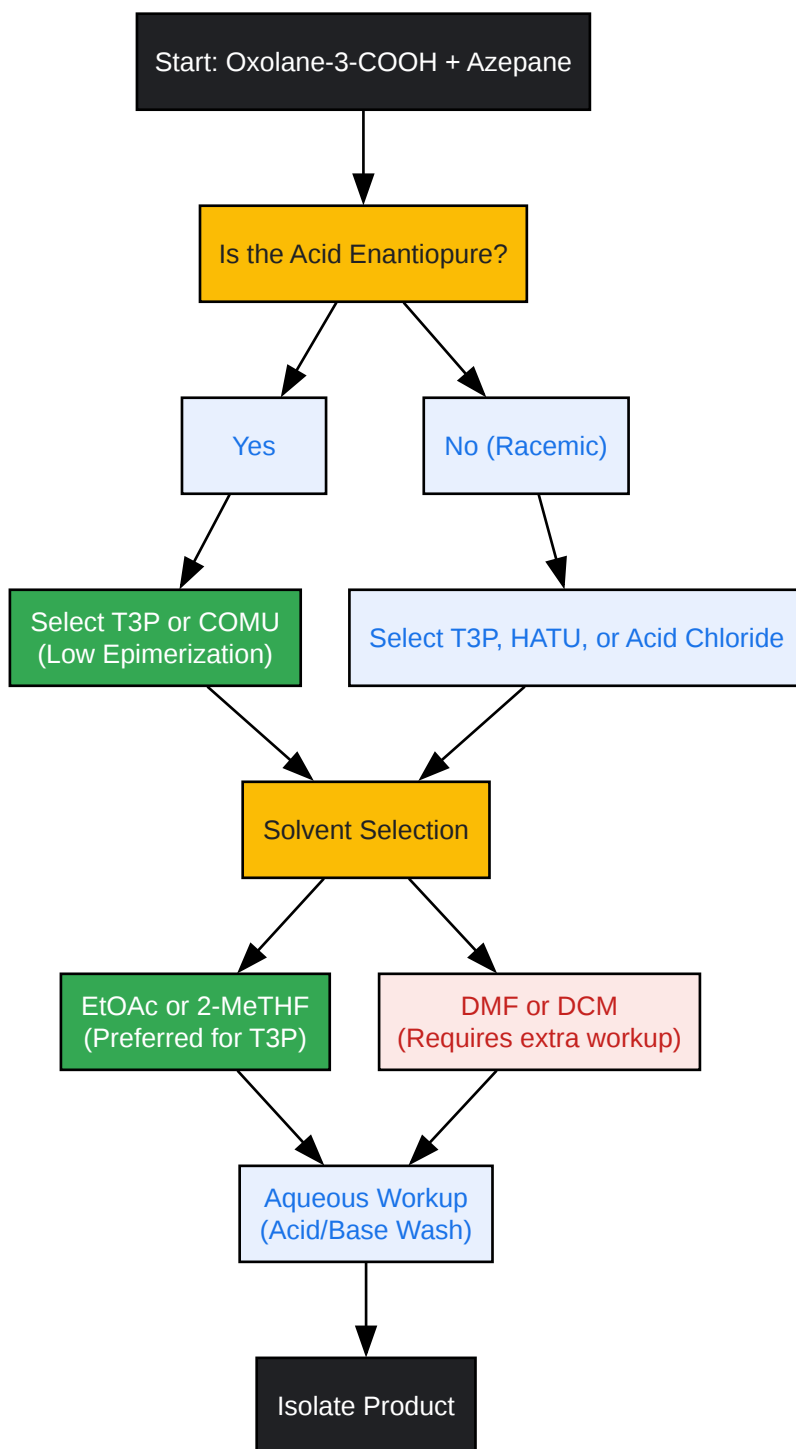 Start: Oxolane-3-COOH + Azepane
Is the Acid Enantiopure?
Yes
No (Racemic)
Select T3P or COMU
(Low Epimerization)
Select T3P, HATU, or Acid Chloride
Solvent Selection
EtOAc or 2-MeTHF
(Preferred for T3P)
DMF or DCM
(Requires extra workup)
Aqueous Workup
(Acid/Base Wash)
Isolate Product